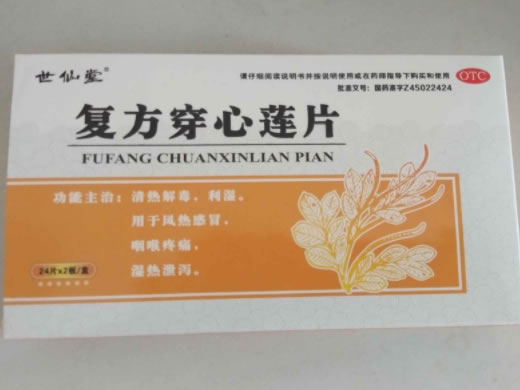 世仙堂®
请仔细阅读说明书并按说明使用或在药师指导下购买和使用
OTC
批准文号：国药准字Z45022424
复方穿心莲片
FUFANG CHUANXINLIAN PIAN
功能主治：清热解毒，利湿。
用于风热感冒，
咽喉疼痛，
湿热泄泻。
24片x2板/盒